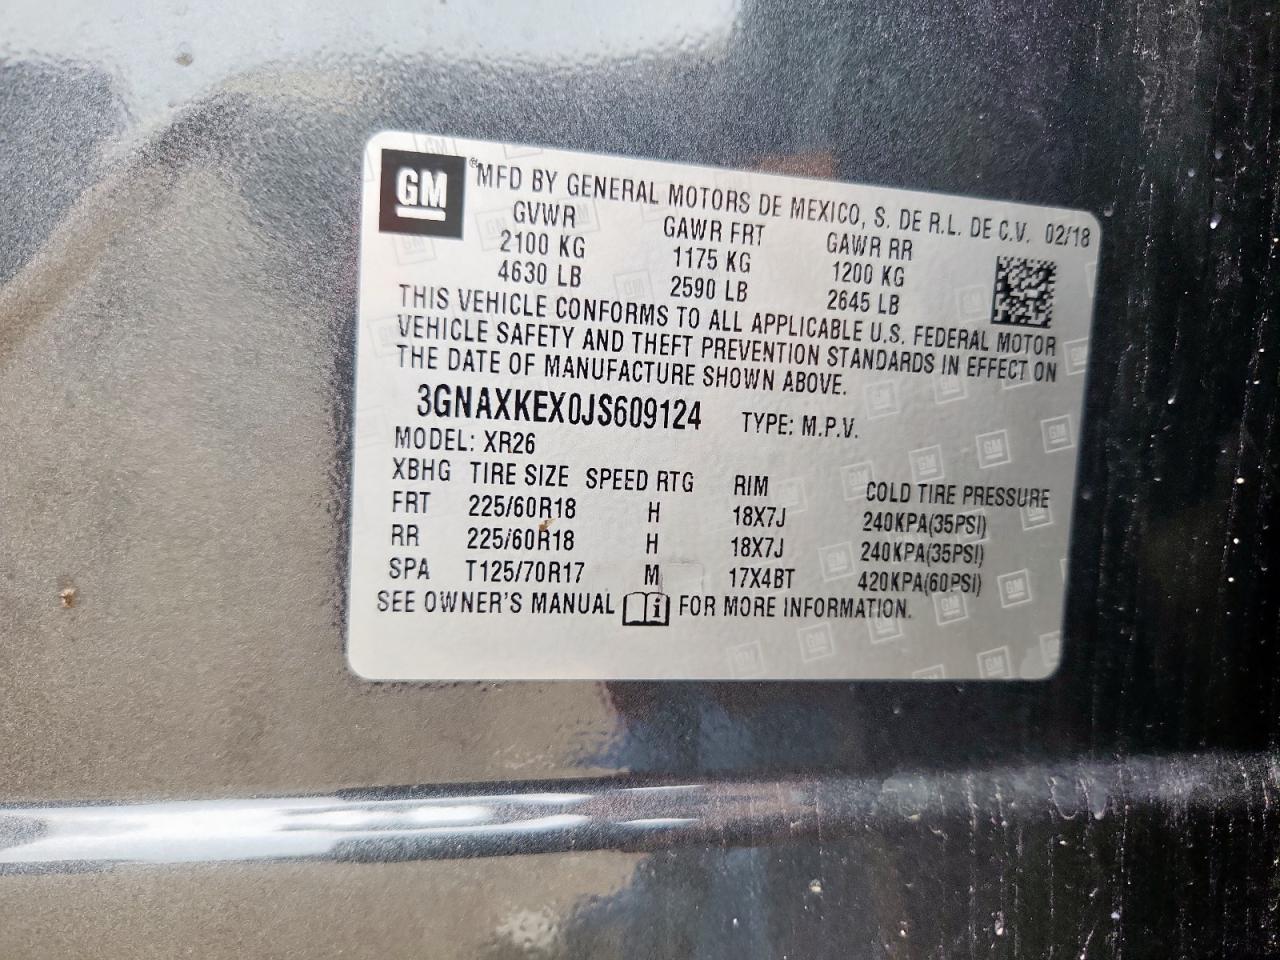 GM ® MFD BY GENERAL MOTORS DE MEXICO, S. DE R.L. DE C.V. 02/18
GVWR GAWR FRT GAWR RR
2100 KG 1175 KG 1200 KG
4630 LB 2590 LB 2645 LB
THIS VEHICLE CONFORMS TO ALL APPLICABLE U.S. FEDERAL MOTOR
VEHICLE SAFETY AND THEFT PREVENTION STANDARDS IN EFFECT ON
THE DATE OF MANUFACTURE SHOWN ABOVE.
3GNAXKEX0JS609124 TYPE: M.P.V.
MODEL: XR26
XBHG TIRE SIZE SPEED RTG RIM COLD TIRE PRESSURE
FRT 225/60R18 H 18X7J 240KPA(35PSI)
RR 225/60R18 H 18X7J 240KPA(35PSI)
SPA T125/70R17 M 17X4BT 420KPA(60PSI)
SEE OWNER'S MANUAL i FOR MORE INFORMATION.